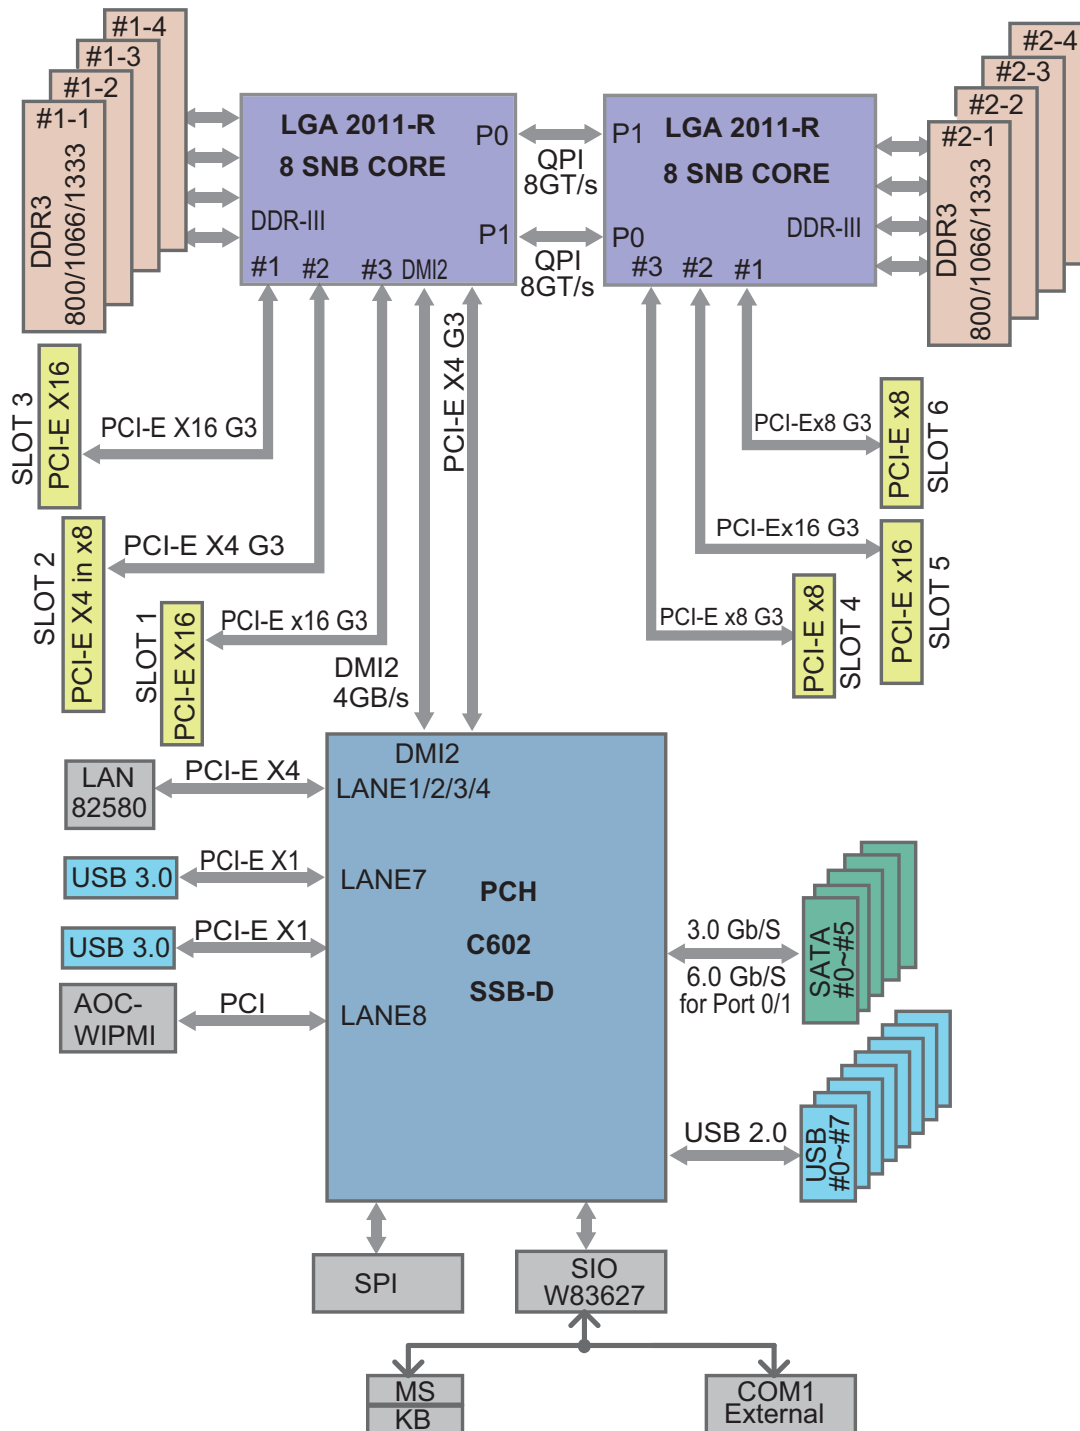 #1-4
#1-3
#1-2
#1-1
DDR3
800/1066/1333
LGA 2011-R
8 SNB CORE
DDR-III
P0
P1
#1
#2
#3
DMI2
QPI
8GT/s
QPI
8GT/s
LGA 2011-R
8 SNB CORE
DDR-III
P1
P0
#3
#2
#1
#2-4
#2-3
#2-2
#2-1
DDR3
800/1066/1333
SLOT 3
PCI-E X16
PCI-E X16 G3
SLOT 2
PCI-E X4 in x8
PCI-E X4 G3
SLOT 1
PCI-E X16
PCI-E x16 G3
DMI2
4GB/s
PCI-E X4 G3
PCI-Ex8 G3
PCI-E x8
SLOT 6
PCI-Ex16 G3
PCI-E x16
SLOT 5
PCI-E x8 G3
PCI-E x8
SLOT 4
LAN
82580
PCI-E X4
DMI2
LANE1/2/3/4
USB 3.0
PCI-E X1
LANE7
USB 3.0
PCI-E X1
AOC-
WIPMI
PCI
LANE8
PCH
C602
SSB-D
3.0 Gb/S
6.0 Gb/S
for Port 0/1
SATA
#0~#5
USB 2.0
USB
#0~#7
SPI
SIO
W83627
MS
KB
COM1
External